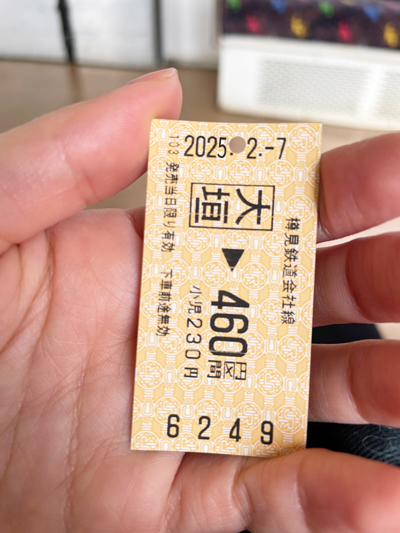 2025. 2.-7
樽見鉄道会社線
大垣 ▶ 460円区間
小児230円
103 発売当日限り有効 下車前途無効
6249